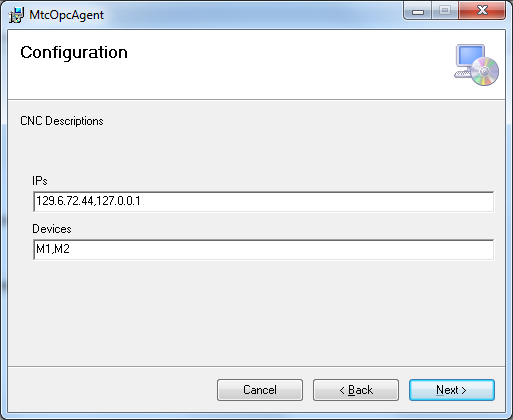 MtcOpcAgent
Configuration
CNC Descriptions
IPs
129.6.72.44,127.0.0.1
Devices
M1,M2
Cancel
< Back
Next >